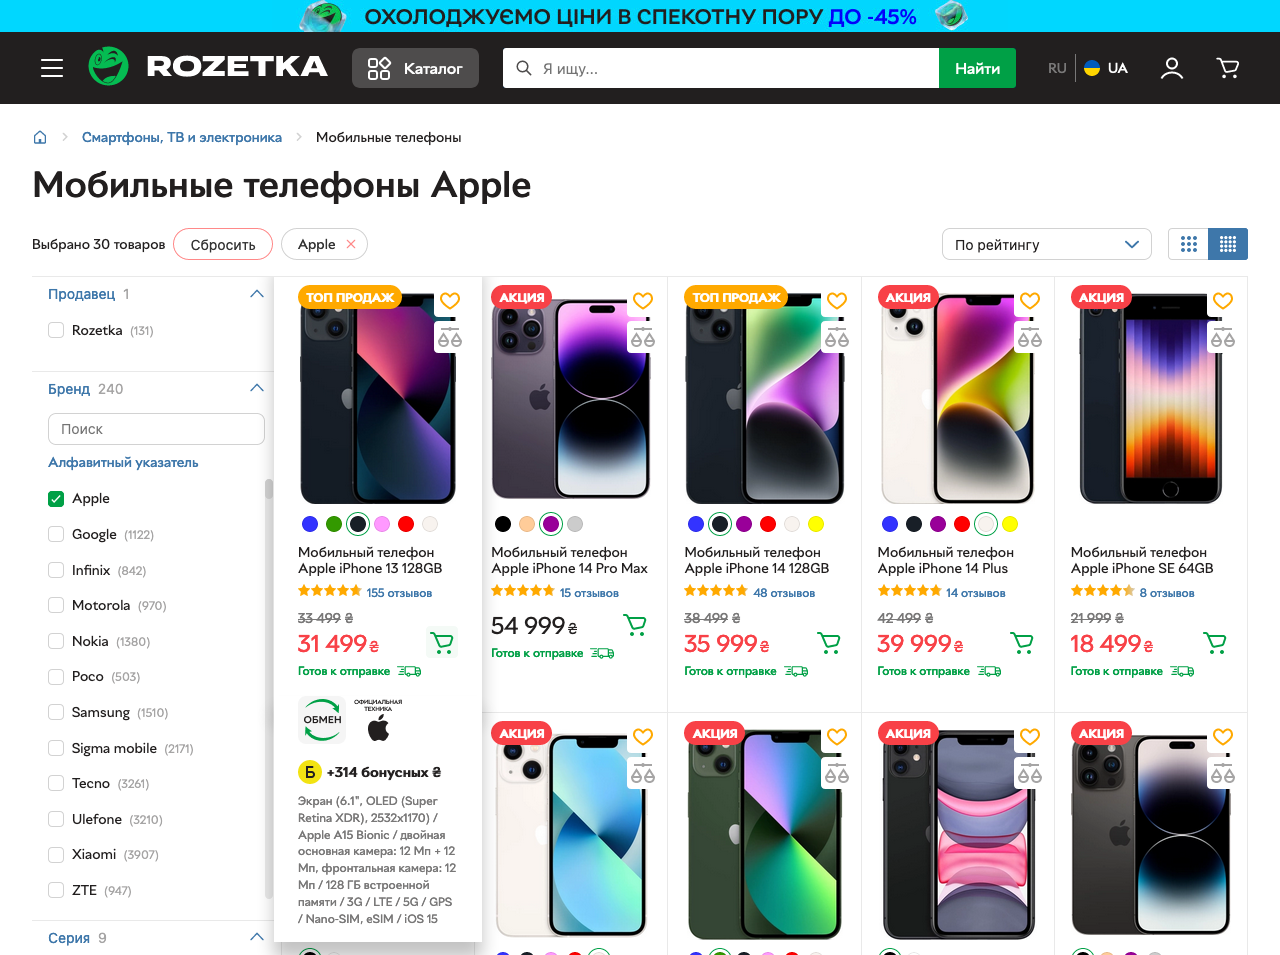 ОХОЛОДЖУЄМО ЦІНИ В СПЕКОТНУ ПОРУ ДО -45%
ROZETKA
Каталог
Я ищу...
Найти
RU
UA
Смартфоны, ТВ и электроника
Мобильные телефоны
Мобильные телефоны Apple
Выбрано 30 товаров
Сбросить
Apple
По рейтингу
Продавец 1
Rozetka (131)
Бренд 240
Поиск
Алфавитный указатель
Apple
Google (1122)
Infinix (842)
Motorola (970)
Nokia (1380)
Poco (503)
Samsung (1510)
Sigma mobile (2171)
Tecno (3261)
Ulefone (3210)
Xiaomi (3907)
ZTE (947)
Серия 9
ТОП ПРОДАЖ
Мобильный телефон
Apple iPhone 13 128GB
155 отзывов
33 499 ₴
31 499 ₴
Готов к отправке
ОБМЕН
ОФИЦИАЛЬНАЯ
ТЕХНИКА
Б
+314 бонусных ₴
Экран (6.1", OLED (Super
Retina XDR), 2532x1170) /
Apple A15 Bionic / двойная
основная камера: 12 Мп + 12
Мп, фронтальная камера: 12
Мп / 128 ГБ встроенной
памяти / 3G / LTE / 5G / GPS
/ Nano-SIM, eSIM / iOS 15
АКЦИЯ
Мобильный телефон
Apple iPhone 14 Pro Max
15 отзывов
54 999 ₴
Готов к отправке
ТОП ПРОДАЖ
Мобильный телефон
Apple iPhone 14 128GB
48 отзывов
38 499 ₴
35 999 ₴
Готов к отправке
АКЦИЯ
Мобильный телефон
Apple iPhone 14 Plus
14 отзывов
42 499 ₴
39 999 ₴
Готов к отправке
АКЦИЯ
Мобильный телефон
Apple iPhone SE 64GB
8 отзывов
21 999 ₴
18 499 ₴
Готов к отправке
АКЦИЯ
АКЦИЯ
АКЦИЯ
АКЦИЯ